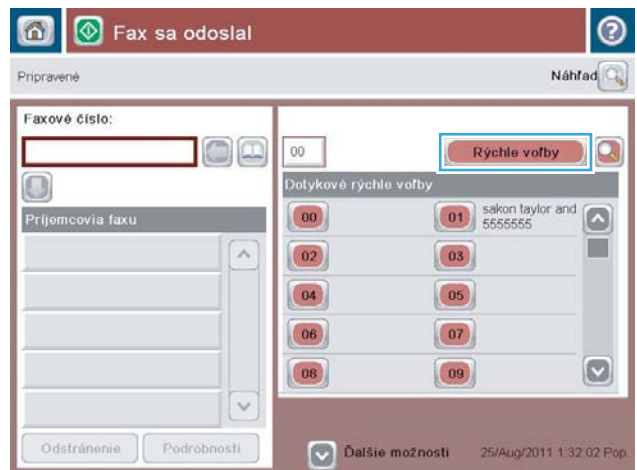 Fax sa odoslal
Pripravené
Náhľad
Faxové číslo:
00
Rýchle voľby
Dotykové rýchle voľby
Príjemcovia faxu
00
01
sakon taylor and
5555555
02
03
04
05
06
07
08
09
Odstránenie
Podrobnosti
Ďalšie možnosti
25/Aug/2011 1:32:02 Pop.